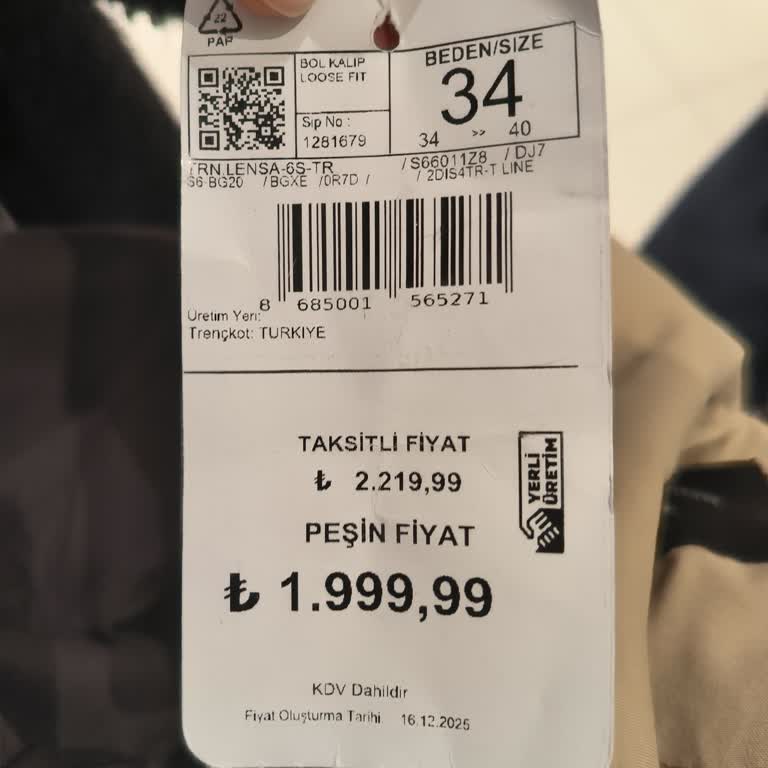 22
PAP
BOL KALIP
LOOSE FIT
Sip No :
1281679
BEDEN/SIZE
34
34 >> 40
TRN.LENSA-6S-TR / S66011Z8 / DJ7
S6-BG20 /BGXE /0R7D / / 2DIS4TR-T LINE
8 685001 565271
Üretim Yeri:
Trençkot: TURKIYE
TAKSİTLİ FİYAT
₺ 2.219,99
YERLİ
ÜRETİM
PEŞİN FİYAT
₺ 1.999,99
KDV Dahildir
Fiyat Oluşturma Tarihi 16.12.2025